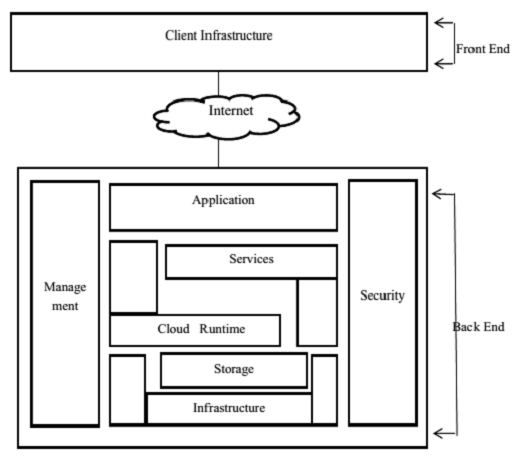 Client Infrastructure
Front End
Internet
Application
Services
Manage
ment
Security
Cloud Runtime
Back End
Storage
Infrastructure